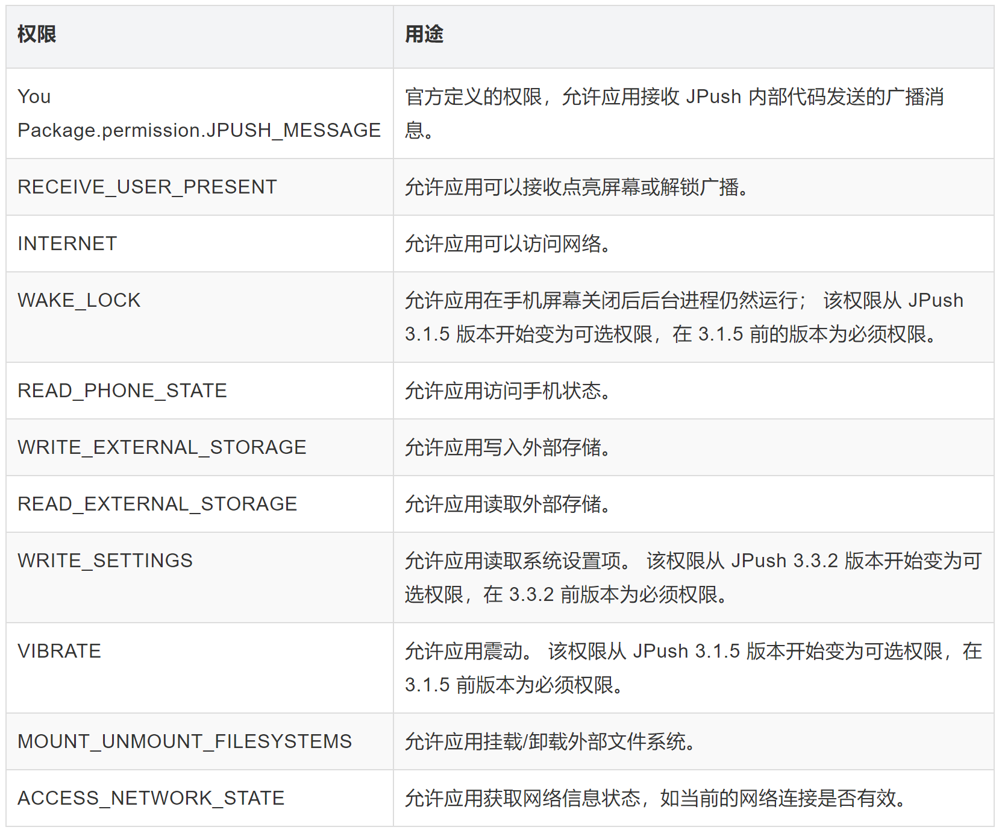 权限
用途
You
Package.permission.JPUSH_MESSAGE
官方定义的权限，允许应用接收 JPush 内部代码发送的广播消
息。
RECEIVE_USER_PRESENT
允许应用可以接收点亮屏幕或解锁广播。
INTERNET
允许应用可以访问网络。
WAKE_LOCK
允许应用在手机屏幕关闭后后台进程仍然运行； 该权限从 JPush
3.1.5 版本开始变为可选权限，在 3.1.5 前的版本为必须权限。
READ_PHONE_STATE
允许应用访问手机状态。
WRITE_EXTERNAL_STORAGE
允许应用写入外部存储。
READ_EXTERNAL_STORAGE
允许应用读取外部存储。
WRITE_SETTINGS
允许应用读取系统设置项。 该权限从 JPush 3.3.2 版本开始变为可
选权限，在 3.3.2 前版本为必须权限。
VIBRATE
允许应用震动。 该权限从 JPush 3.1.5 版本开始变为可选权限，在
3.1.5 前版本为必须权限。
MOUNT_UNMOUNT_FILESYSTEMS
允许应用挂载/卸载外部文件系统。
ACCESS_NETWORK_STATE
允许应用获取网络信息状态，如当前的网络连接是否有效。